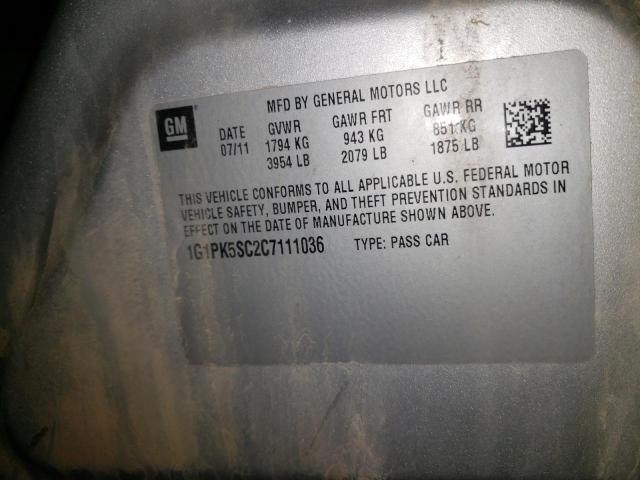 MFD BY GENERAL MOTORS LLC
GM DATE GVWR GAWR FRT GAWR RR
07/11 1794 KG 943 KG 851 KG
3954 LB 2079 LB 1875 LB
THIS VEHICLE CONFORMS TO ALL APPLICABLE U.S. FEDERAL MOTOR
VEHICLE SAFETY, BUMPER, AND THEFT PREVENTION STANDARDS IN
EFFECT ON THE DATE OF MANUFACTURE SHOWN ABOVE.
1G1PK5SC2C7111036 TYPE: PASS CAR